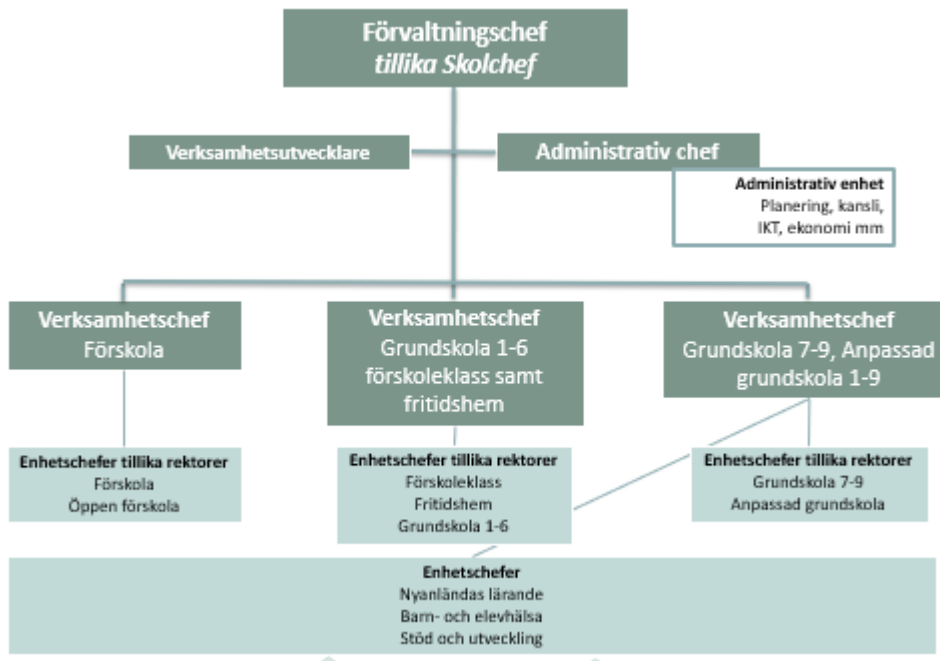 Förvaltningschef
tillika Skolchef
Verksamhetsutvecklare
Administrativ chef
Administrativ enhet
Planering, kansli,
IKT, ekonomi mm
Verksamhetschef
Förskola
Verksamhetschef
Grundskola 1-6
förskoleklass samt
fritidshem
Verksamhetschef
Grundskola 7-9, Anpassad
grundskola 1-9
Enhetschefer tillika rektorer
Förskola
Öppen förskola
Enhetschefer tillika rektorer
Förskoleklass
Fritidshem
Grundskola 1-6
Enhetschefer tillika rektorer
Grundskola 7-9
Anpassad grundskola
Enhetschefer
Nyanländas lärande
Barn- och elevhälsa
Stöd och utveckling